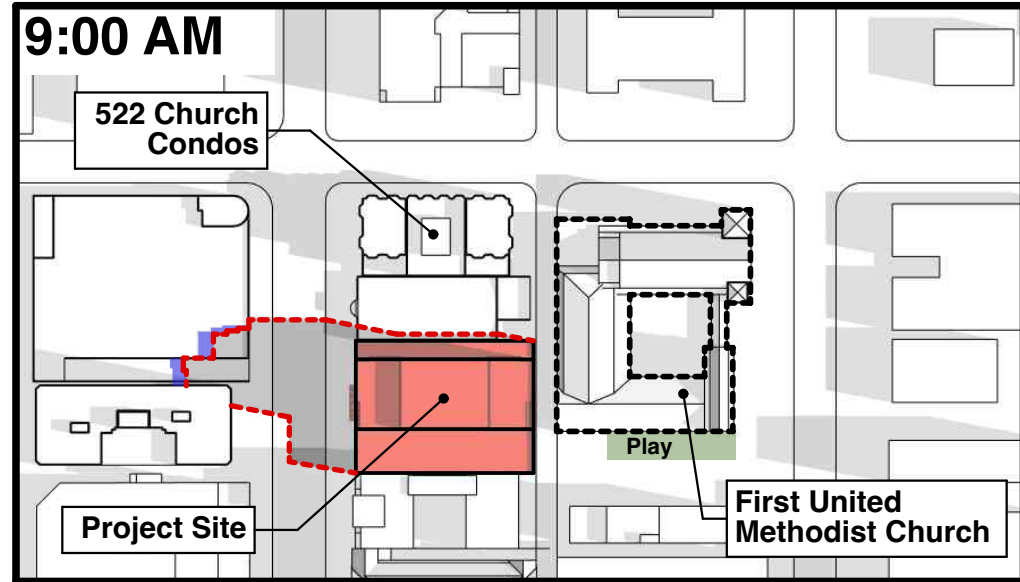 9:00 AM
522 Church
Condos
Play
Project Site
First United
Methodist Church